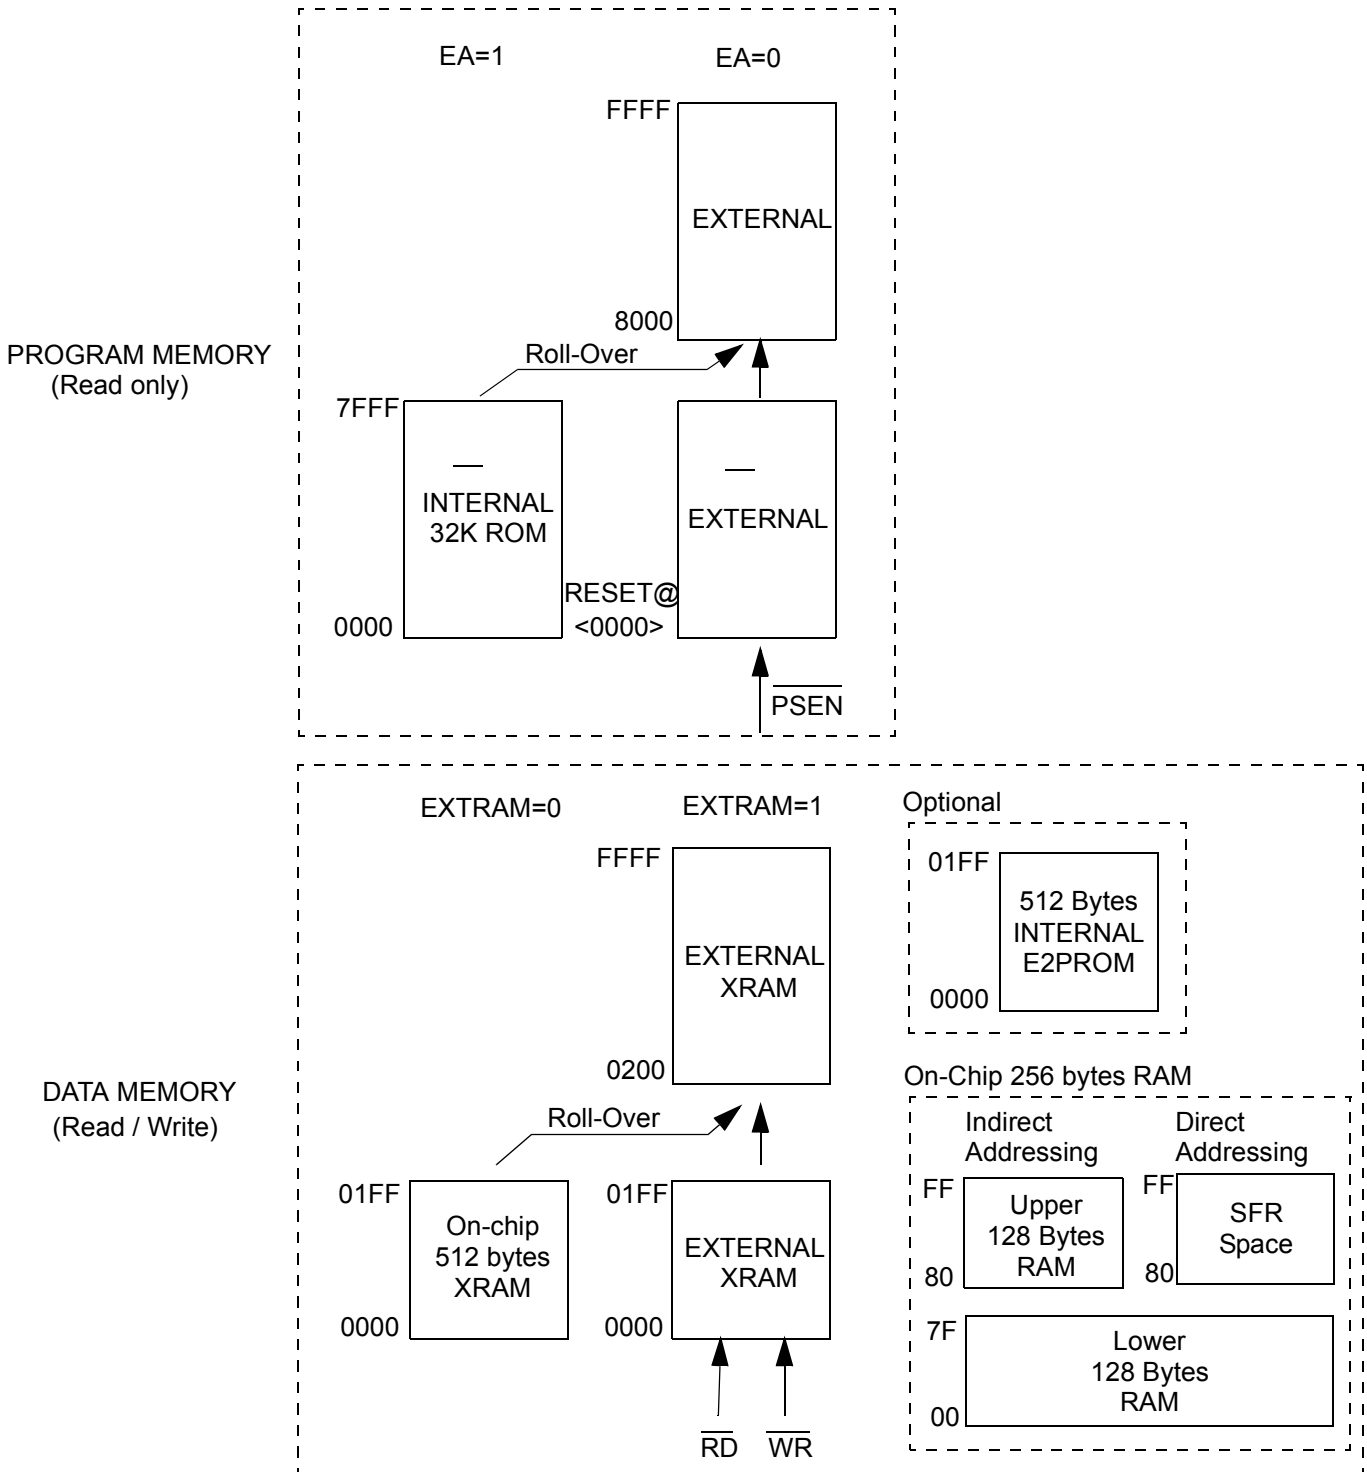 EA=1
EA=0
FFFF
EXTERNAL
8000
Roll-Over
PROGRAM MEMORY
(Read only)
7FFF
INTERNAL
32K ROM
EXTERNAL
RESET@
<0000>
0000
PSEN
EXTRAM=0
EXTRAM=1
Optional
FFFF
01FF
512 Bytes
INTERNAL
E2PROM
0000
EXTERNAL
XRAM
0200
DATA MEMORY
(Read / Write)
Roll-Over
01FF
On-chip
512 bytes
XRAM
0000
01FF
EXTERNAL
XRAM
0000
RD
WR
On-Chip 256 bytes RAM
Indirect
Addressing
Direct
Addressing
FF
Upper
128 Bytes
RAM
80
FF
SFR
Space
80
7F
Lower
128 Bytes
RAM
00